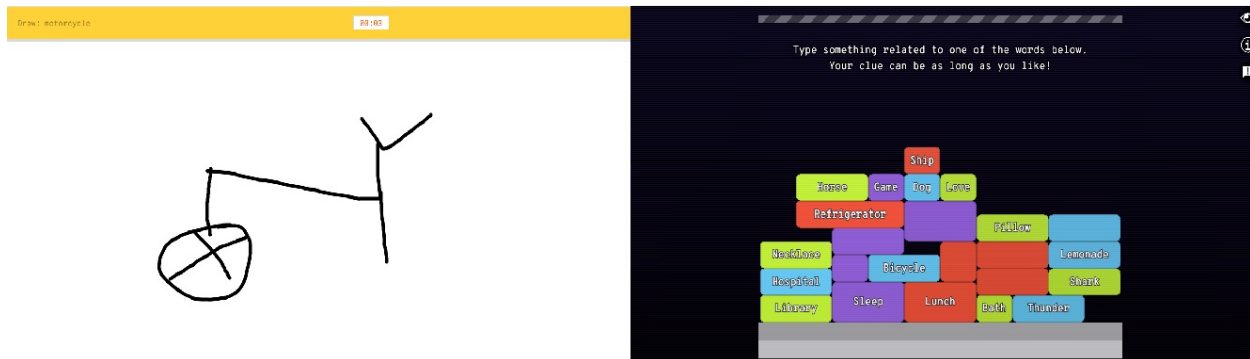 Draw: motorcycle
00:03
Type something related to one of the words below.
Your clue can be as long as you like!
Ship
Horse
Game
Dog
Love
Refrigerator
Pillow
Necklace
Bicycle
Lemonade
Hospital
Shark
Library
Sleep
Lunch
Bath
Thunder